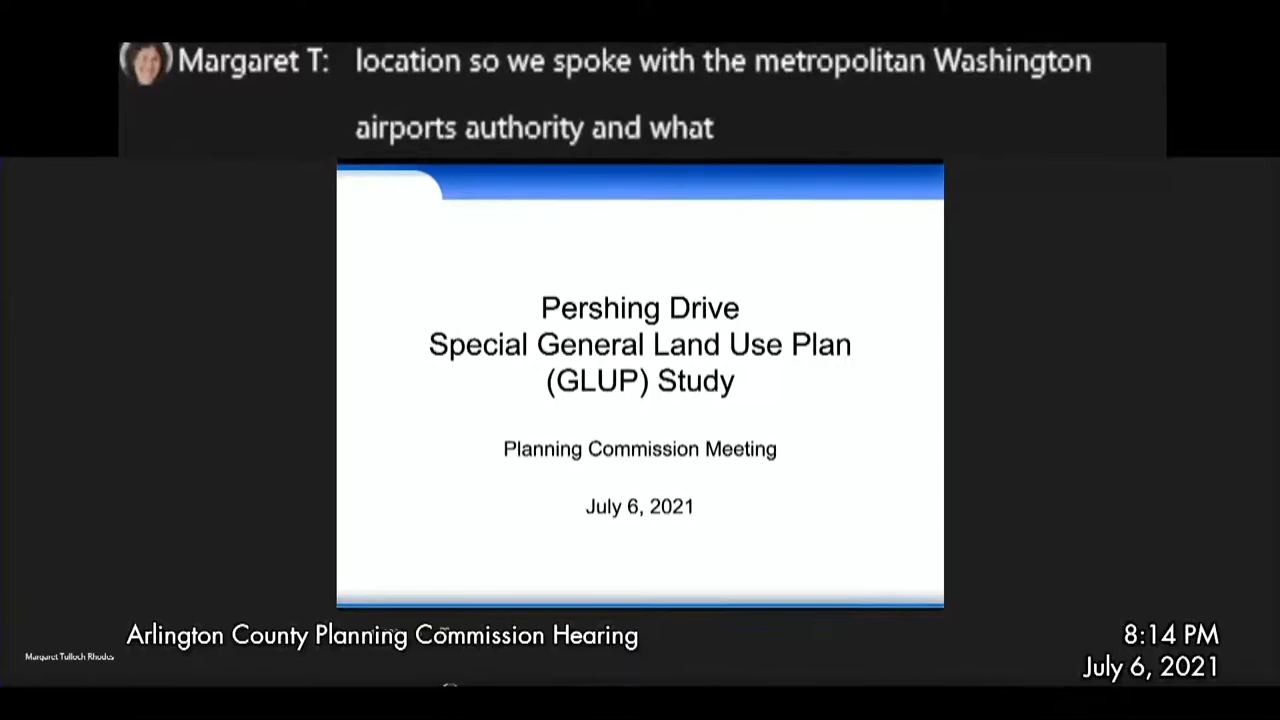 Margaret T: location so we spoke with the metropolitan Washington
airports authority and what
Pershing Drive
Special General Land Use Plan
(GLUP) Study
Planning Commission Meeting
July 6, 2021
Arlington County Planning Commission Hearing
8:14 PM
Margaret Tulloch Rhodes
July 6, 2021